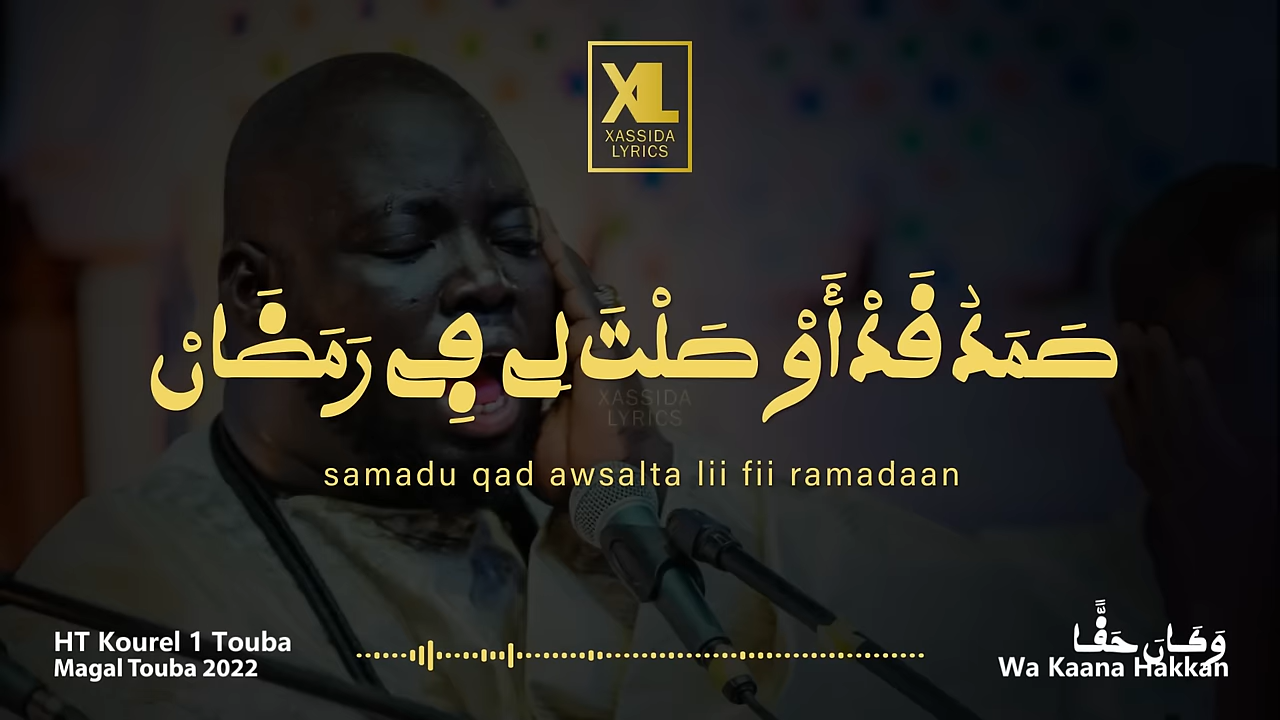 XL
XASSIDA
LYRICS
صَمَدُ فَدْ أَوْ صَلْتَ لِے فِے رَمَضَانْ
XASSIDA
LYRICS
samadu qad awsalta lii fii ramadaan
HT Kourel 1 Touba
Magal Touba 2022
وَكَانَ حَقًّا
Wa Kaana Hakkan